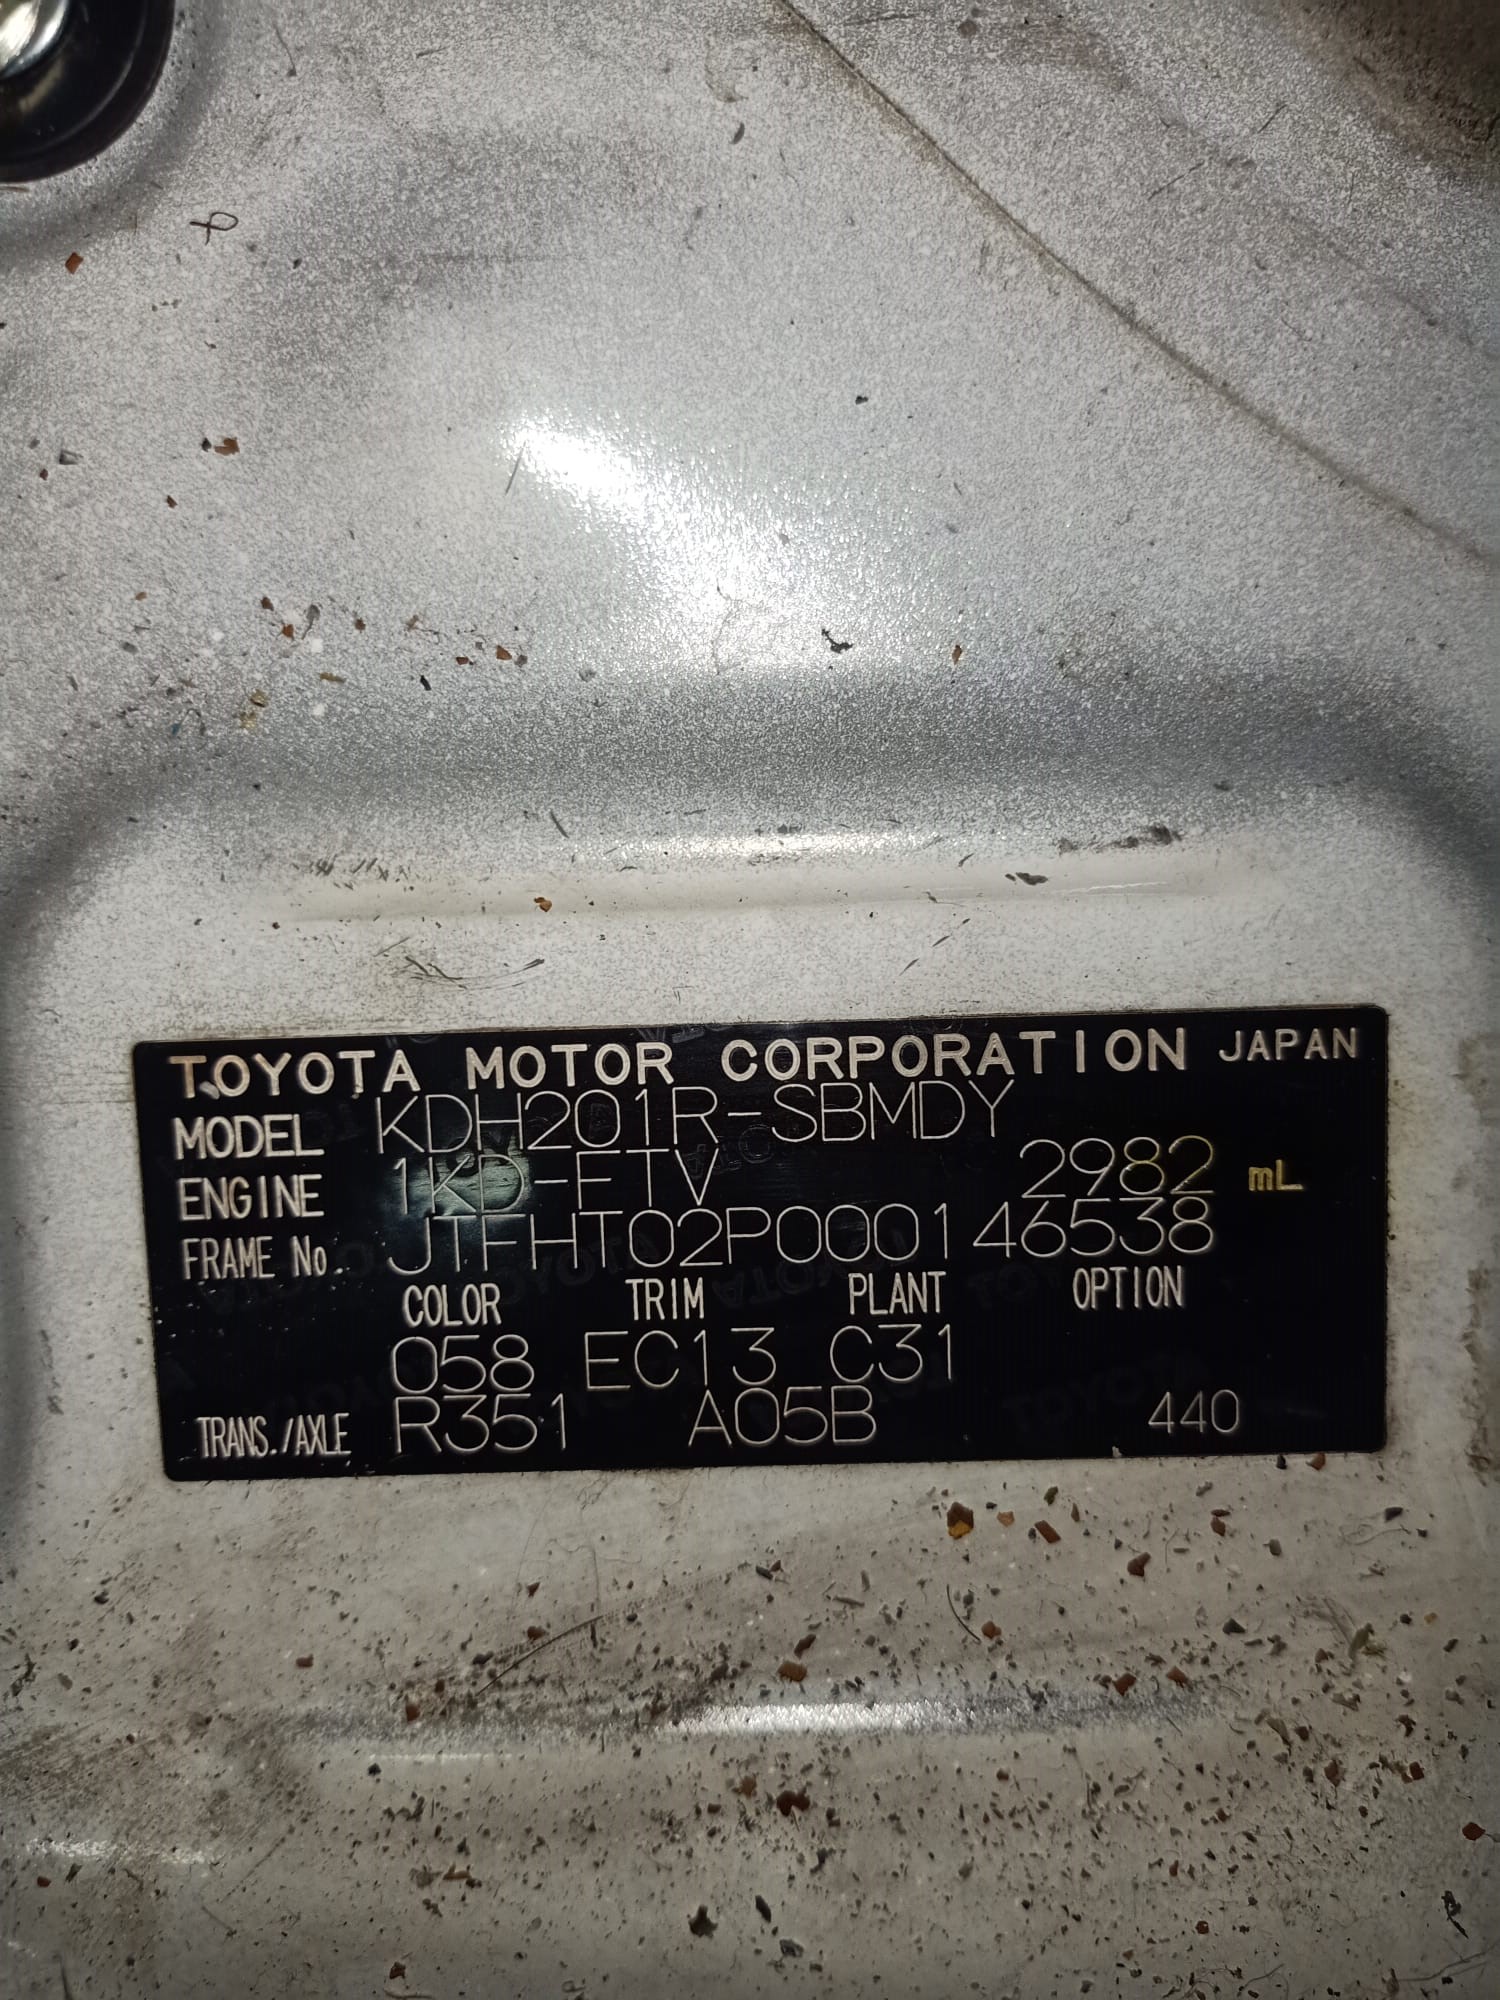 TOYOTA MOTOR CORPORATION JAPAN
MODEL KDH201R-SBMDY
ENGINE 1KD-FTV 2982 mL
FRAME No. JTFHT02P000146538
COLOR TRIM PLANT OPTION
058 EC13 C31
TRANS./AXLE R351 A05B 440